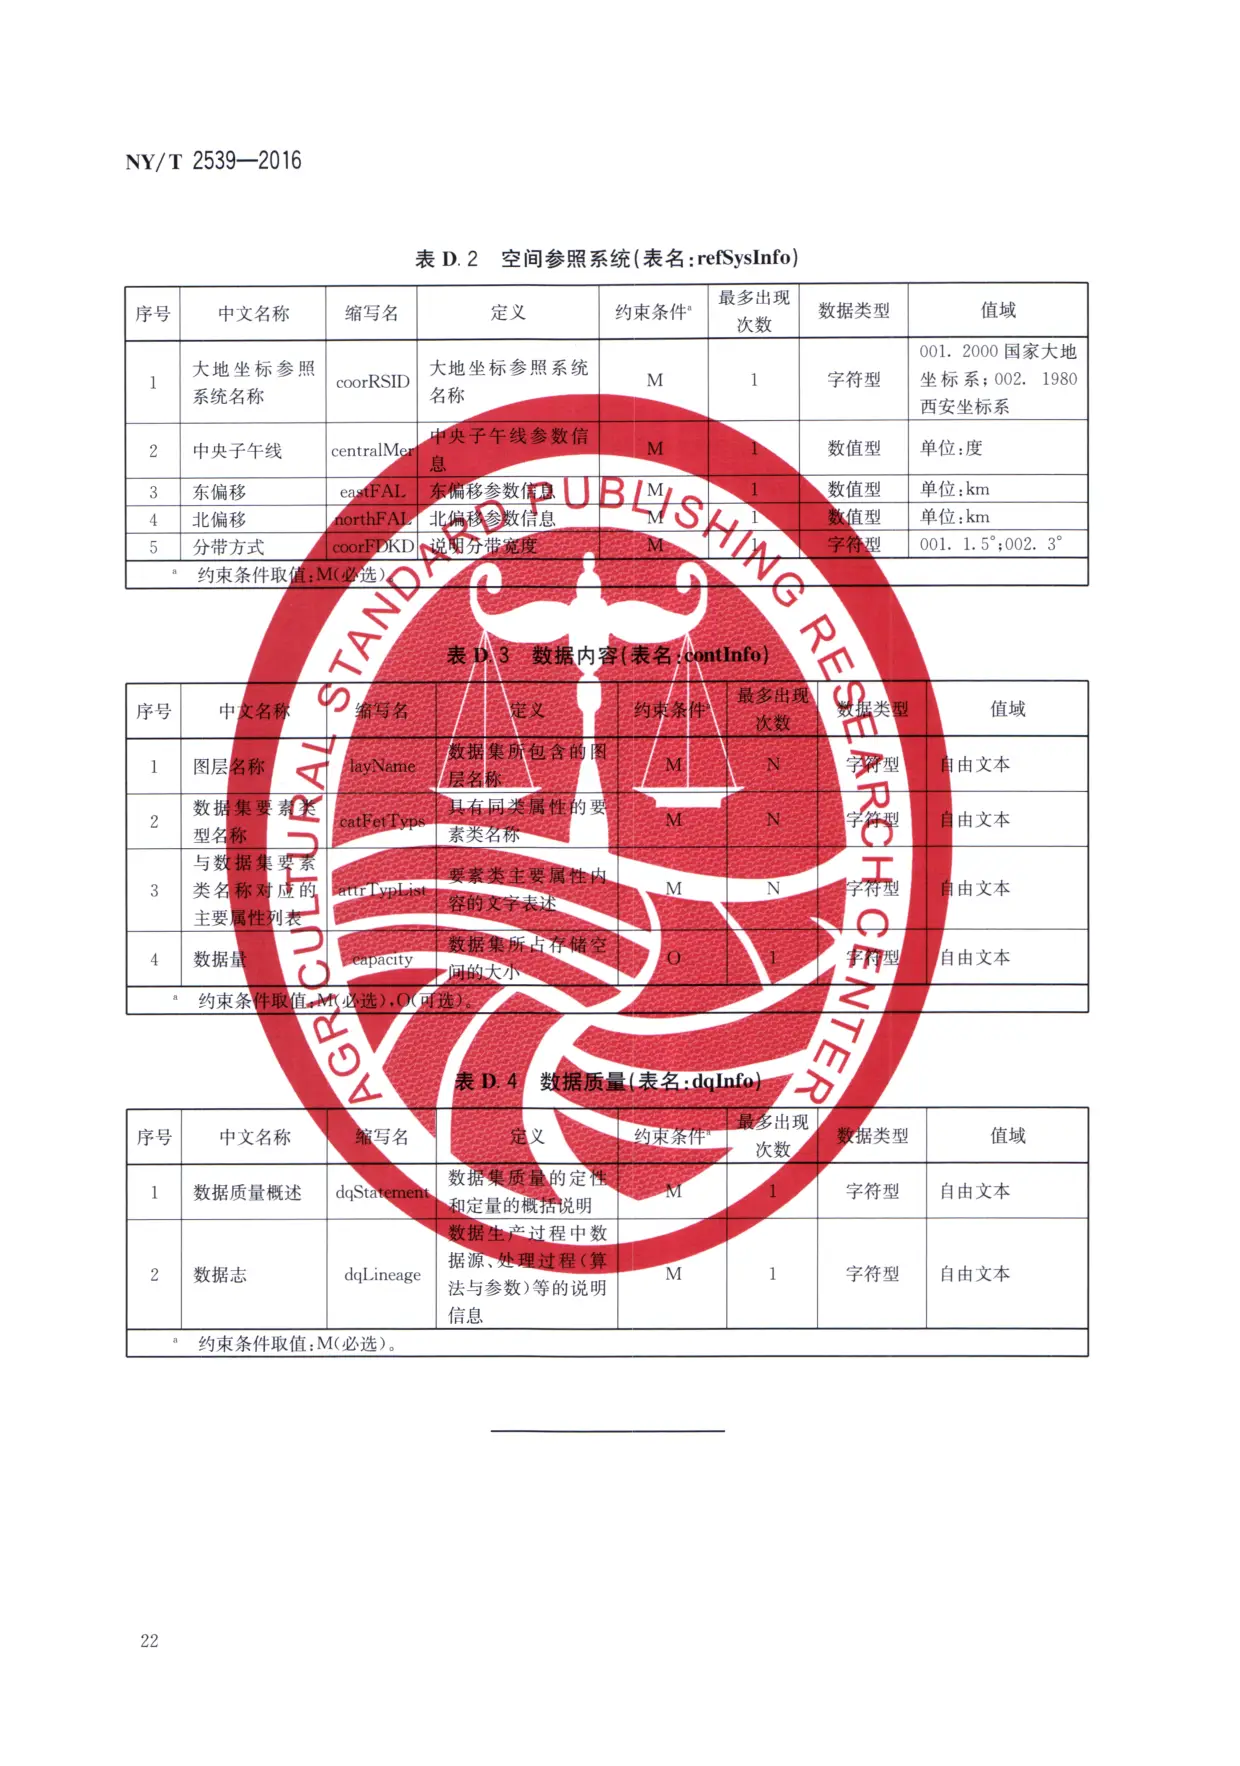 NY/T 2539—2016
表 D.2 空间参照系统(表名:refSysInfo)
序号 中文名称 缩写名 定义 约束条件a 最多出现 数据类型 值域
次数
1 大地坐标参照 coorRSID 大地坐标参照系统 M 1 字符型 001. 2000国家大地
系统名称 名称 坐标系;002. 1980
西安坐标系
2 中央子午线 centralMer 中央子午线参数信 M 1 数值型 单位:度
息
3 东偏移 eastFAL 东偏移参数信息 M 1 数值型 单位:km
4 北偏移 northFAL 北偏移参数信息 M 1 数值型 单位:km
5 分带方式 coorFDKD 说明分带宽度 M 1 字符型 001. 1.5°;002. 3°
a 约束条件取值:M(必选)。
表 D.3 数据内容(表名:contInfo)
序号 中文名称 缩写名 定义 约束条件a 最多出现 数据类型 值域
次数
1 图层名称 layName 数据集所包含的图 M N 字符型 自由文本
层名称
2 数据集要素类 catFetTyps 具有同类属性的要 M N 字符型 自由文本
型名称 素类名称
3 与数据集要素 attrTypList 要素类主要属性内 M N 字符型 自由文本
类名称对应的 容的文字表述
主要属性列表
4 数据量 capacity 数据集所占存储空 O 1 字符型 自由文本
间的大小
a 约束条件取值:M(必选),O(可选)。
表 D.4 数据质量(表名:dqInfo)
序号 中文名称 缩写名 定义 约束条件a 最多出现 数据类型 值域
次数
1 数据质量概述 dqStatement 数据集质量的定性 M 1 字符型 自由文本
和定量的概括说明
2 数据志 dqLineage 数据生产过程中数 M 1 字符型 自由文本
据源、处理过程(算
法与参数)等的说明
信息
a 约束条件取值:M(必选)。
AGRICULTURAL STANDARD PUBLISHING RESEARCH CENTER
22